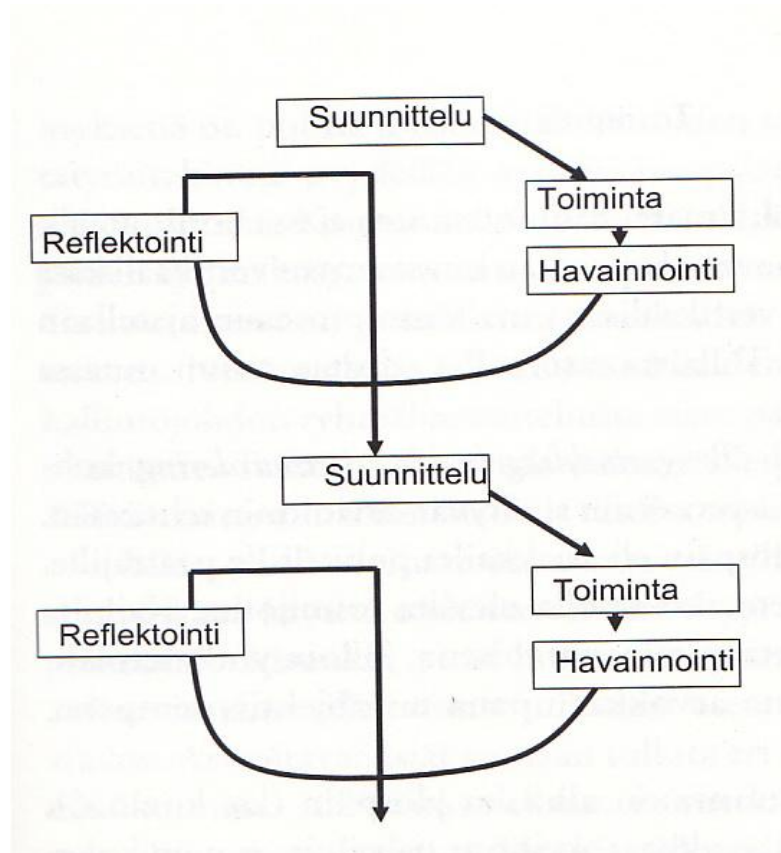 Suunnittelu
Toiminta
Havainnointi
Reflektointi
Suunnittelu
Toiminta
Havainnointi
Reflektointi